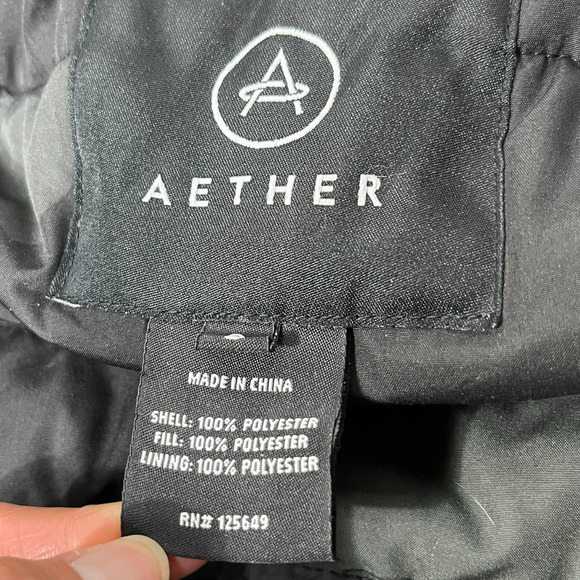 AETHER
MADE IN CHINA
SHELL: 100% POLYESTER
FILL: 100% POLYESTER
LINING: 100% POLYESTER
RN# 125649